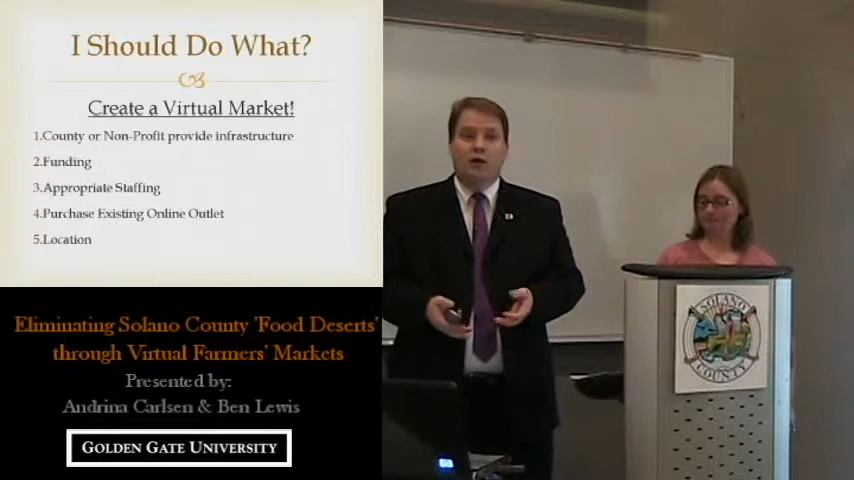 I Should Do What?
Create a Virtual Market!
1.County or Non-Profit provide infrastructure
2.Funding
3.Appropriate Staffing
4.Purchase Existing Online Outlet
5.Location
Eliminating Solano County 'Food Deserts'
through Virtual Farmers' Markets
Presented by:
Andrina Carlsen & Ben Lewis
GOLDEN GATE UNIVERSITY
SOLANO
COUNTY